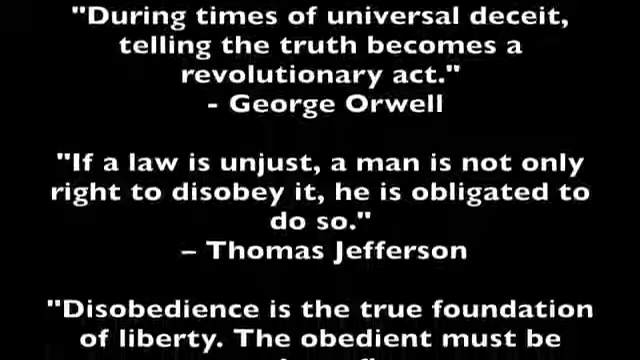 "During times of universal deceit,
telling the truth becomes a
revolutionary act."
- George Orwell
"If a law is unjust, a man is not only
right to disobey it, he is obligated to
do so."
– Thomas Jefferson
"Disobedience is the true foundation
of liberty. The obedient must be